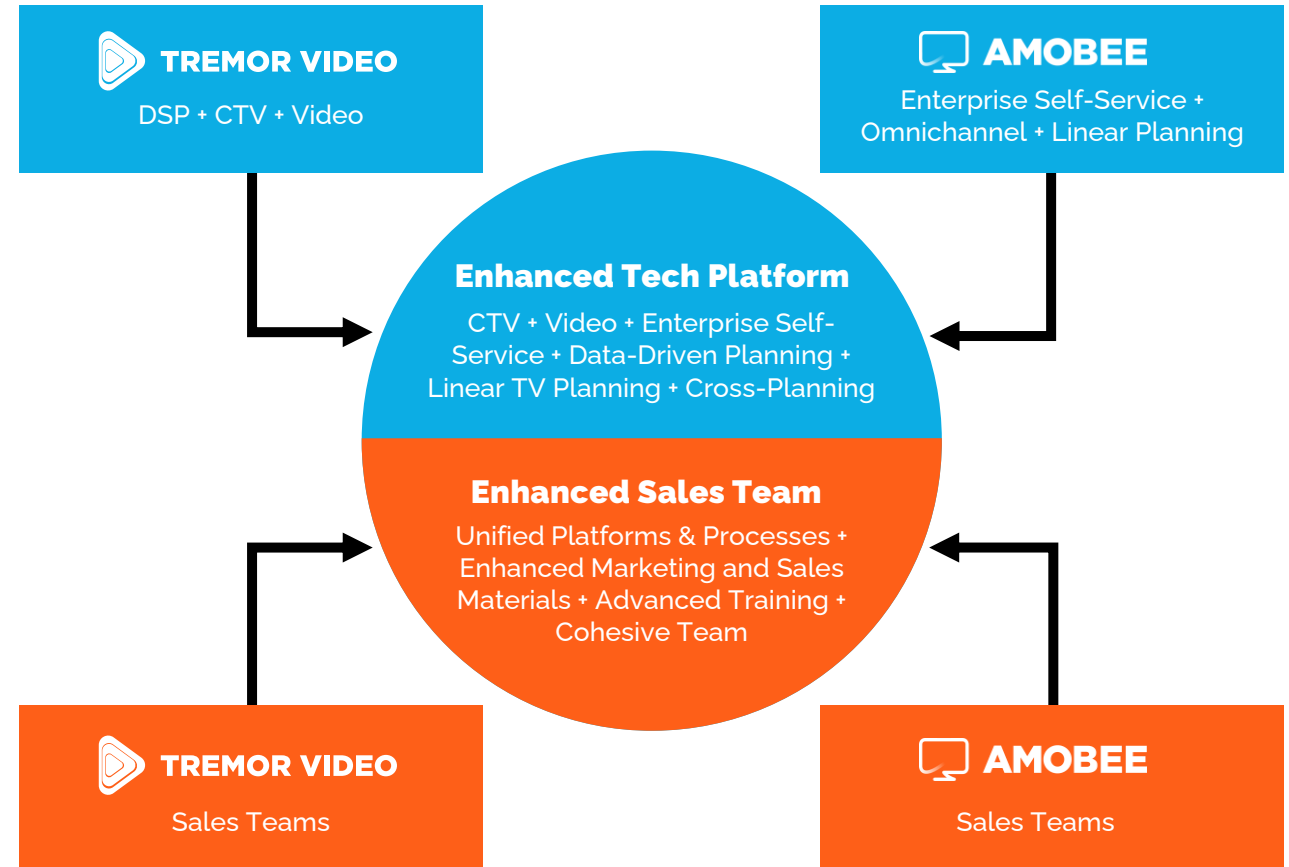 TREMOR VIDEO
DSP + CTV + Video
AMOBEE
Enterprise Self-Service +
Omnichannel + Linear Planning
Enhanced Tech Platform
CTV + Video + Enterprise Self-
Service + Data-Driven Planning +
Linear TV Planning + Cross-Planning
Enhanced Sales Team
Unified Platforms & Processes +
Enhanced Marketing and Sales
Materials + Advanced Training +
Cohesive Team
TREMOR VIDEO
Sales Teams
AMOBEE
Sales Teams